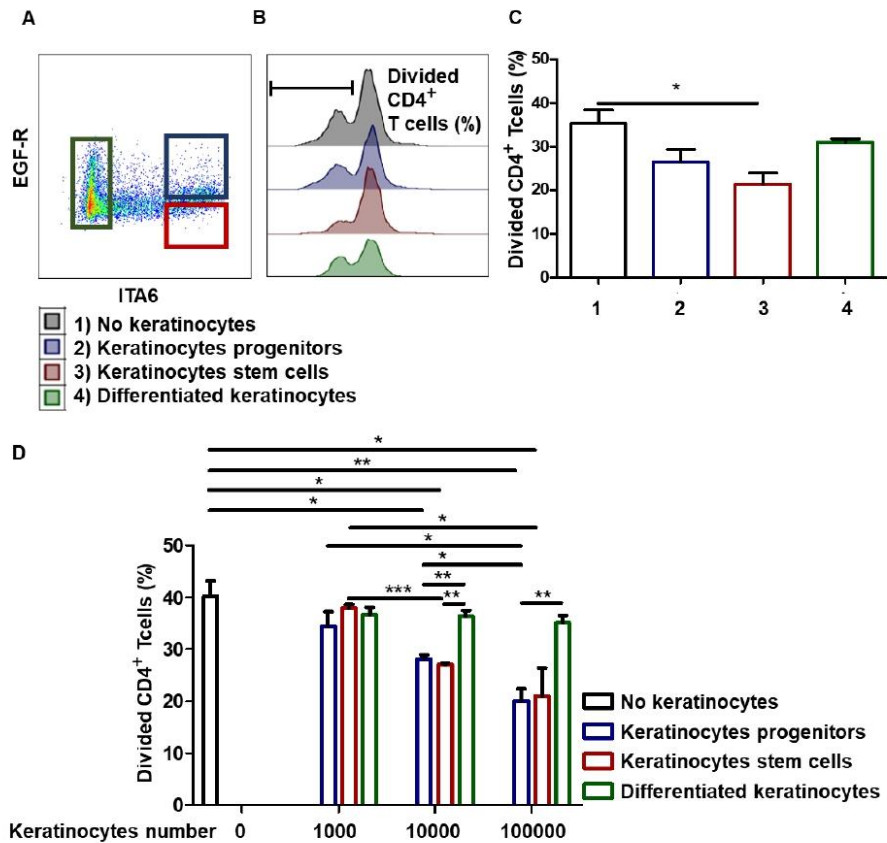 A
EGF-R
ITA6
B
Divided
CD4+
T cells (%)
C
Divided CD4+ Tcells (%)
50
40
30
20
10
0
*
1
2
3
4
1) No keratinocytes
2) Keratinocytes progenitors
3) Keratinocytes stem cells
4) Differentiated keratinocytes
D
*
**
*
*
*
*
*
**
***
**
**
Divided CD4+ Tcells (%)
50
40
30
20
10
0
Keratinocytes number 0 1000 10000 100000
No keratinocytes
Keratinocytes progenitors
Keratinocytes stem cells
Differentiated keratinocytes